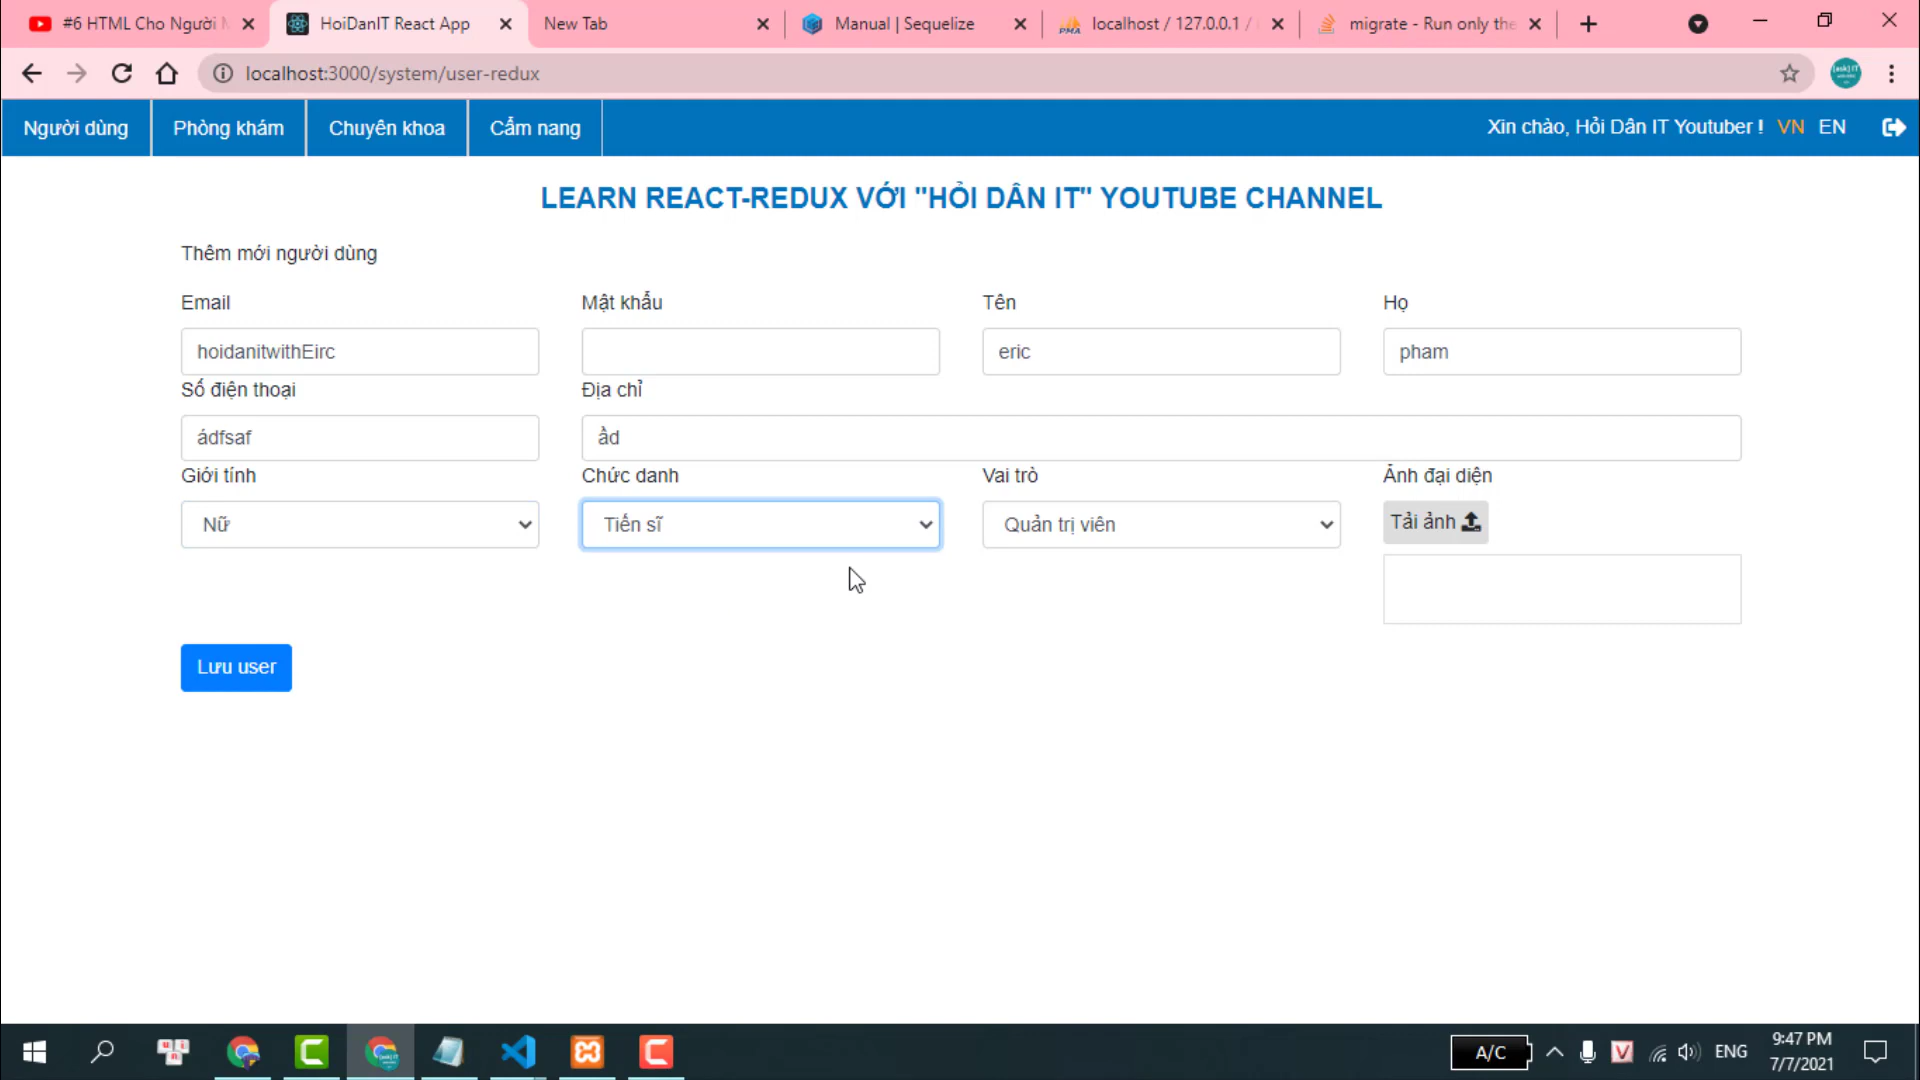 #6 HTML Cho Người
HoiDanIT React App
New Tab
Manual | Sequelize
localhost / 127.0.0.1 /
migrate - Run only the
localhost:3000/system/user-redux
Người dùng
Phòng khám
Chuyên khoa
Cẩm nang
Xin chào, Hỏi Dân IT Youtuber !
VN
EN
LEARN REACT-REDUX VỚI "HỎI DÂN IT" YOUTUBE CHANNEL
Thêm mới người dùng
Email
Mật khẩu
Tên
Họ
hoidanitwithEirc
eric
pham
Số điện thoại
Địa chỉ
ádfsaf
ầd
Giới tính
Chức danh
Vai trò
Ảnh đại diện
Nữ
Tiến sĩ
Quản trị viên
Tải ảnh
Lưu user
A/C
ENG
9:47 PM
7/7/2021